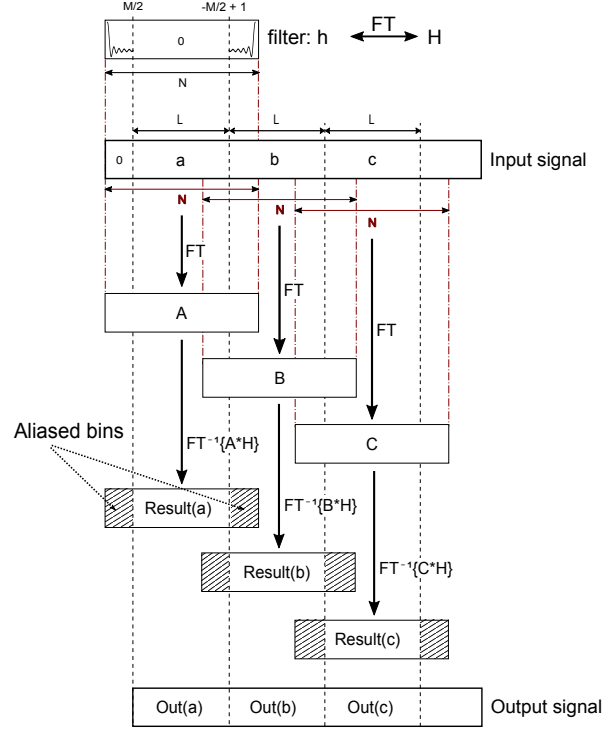 M/2 -M/2 + 1
0
filter: h FT H
N
L L L
0 a b c Input signal
N N N
FT
FT
A
FT
B
Aliased bins
C
FT⁻¹{A*H}
Result(a)
FT⁻¹{B*H}
Result(b)
FT⁻¹{C*H}
Result(c)
Out(a) Out(b) Out(c) Output signal